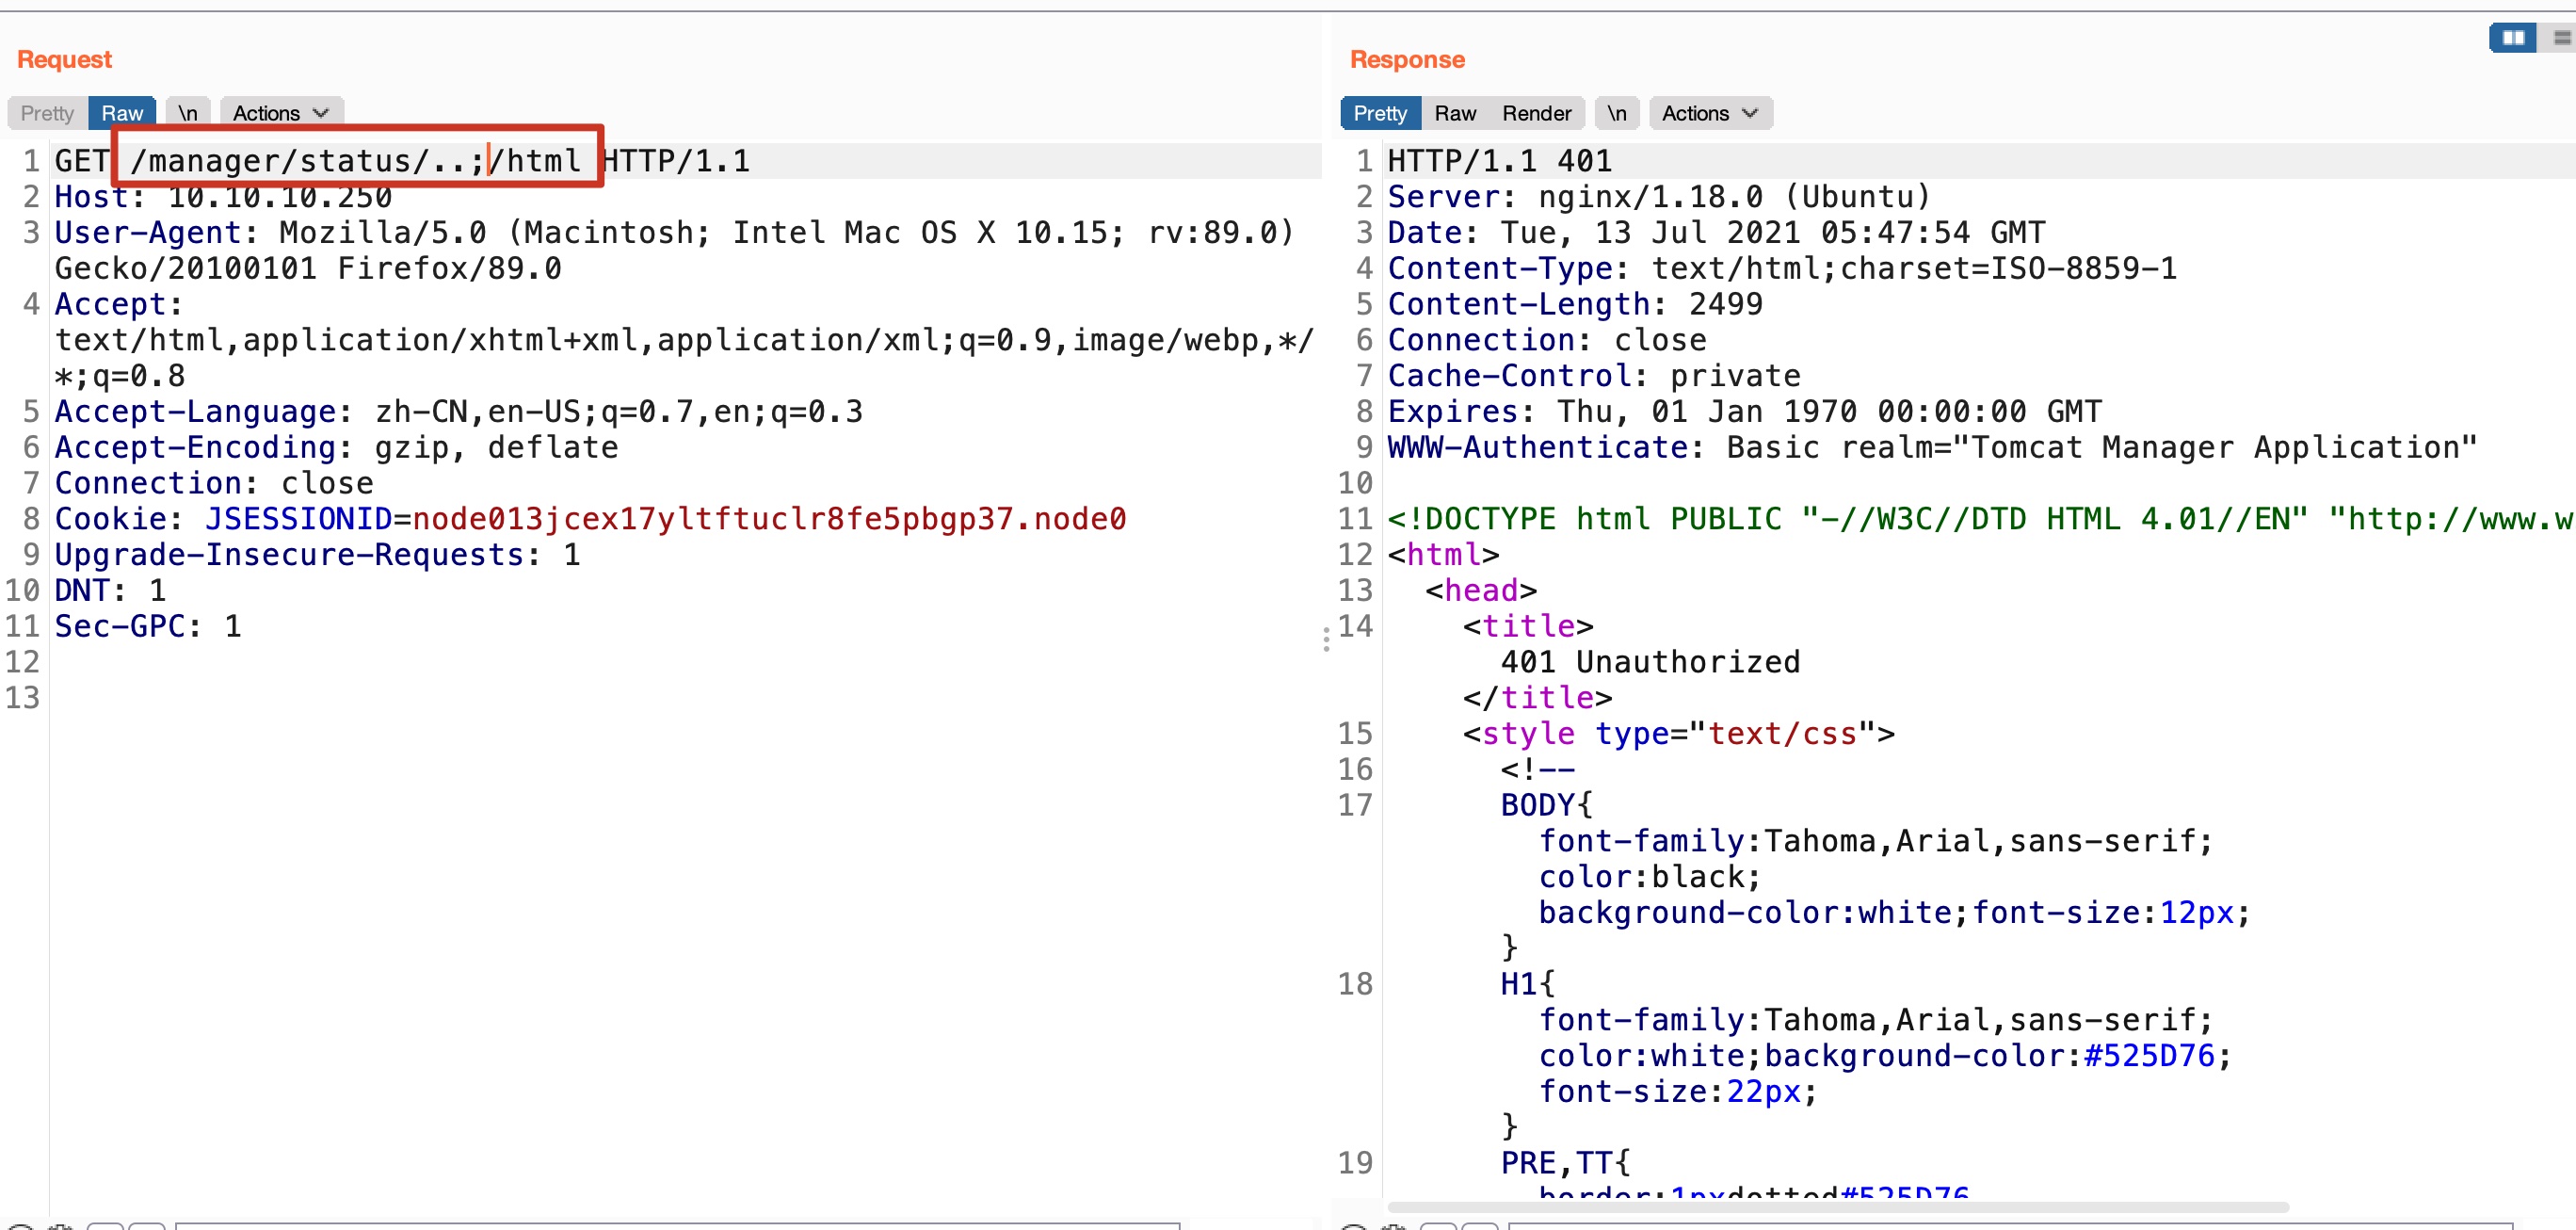 Request
Pretty Raw \n Actions
1 GET /manager/status/..;/html HTTP/1.1
2 Host: 10.10.10.250
3 User-Agent: Mozilla/5.0 (Macintosh; Intel Mac OS X 10.15; rv:89.0)
Gecko/20100101 Firefox/89.0
4 Accept:
text/html,application/xhtml+xml,application/xml;q=0.9,image/webp,*/
*;q=0.8
5 Accept-Language: zh-CN,en-US;q=0.7,en;q=0.3
6 Accept-Encoding: gzip, deflate
7 Connection: close
8 Cookie: JSESSIONID=node013jcex17yltftuclr8fe5pbgp37.node0
9 Upgrade-Insecure-Requests: 1
10 DNT: 1
11 Sec-GPC: 1
12
13
Response
Pretty Raw Render \n Actions
1 HTTP/1.1 401
2 Server: nginx/1.18.0 (Ubuntu)
3 Date: Tue, 13 Jul 2021 05:47:54 GMT
4 Content-Type: text/html;charset=ISO-8859-1
5 Content-Length: 2499
6 Connection: close
7 Cache-Control: private
8 Expires: Thu, 01 Jan 1970 00:00:00 GMT
9 WWW-Authenticate: Basic realm="Tomcat Manager Application"
10
11 <!DOCTYPE html PUBLIC "-//W3C//DTD HTML 4.01//EN" "http://www.w
12 <html>
13 <head>
14 <title>
401 Unauthorized
</title>
15 <style type="text/css">
16 <!--
17 BODY{
font-family:Tahoma,Arial,sans-serif;
color:black;
background-color:white;font-size:12px;
}
18 H1{
font-family:Tahoma,Arial,sans-serif;
color:white;background-color:#525D76;
font-size:22px;
}
19 PRE,TT{
border:1pxdotted#525D76